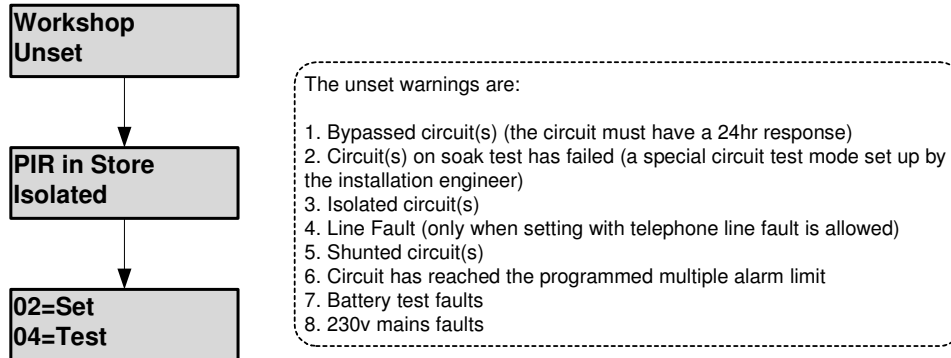 Workshop
Unset
PIR in Store
Isolated
02=Set
04=Test
The unset warnings are:
1. Bypassed circuit(s) (the circuit must have a 24hr response)
2. Circuit(s) on soak test has failed (a special circuit test mode set up by
the installation engineer)
3. Isolated circuit(s)
4. Line Fault (only when setting with telephone line fault is allowed)
5. Shunted circuit(s)
6. Circuit has reached the programmed multiple alarm limit
7. Battery test faults
8. 230v mains faults